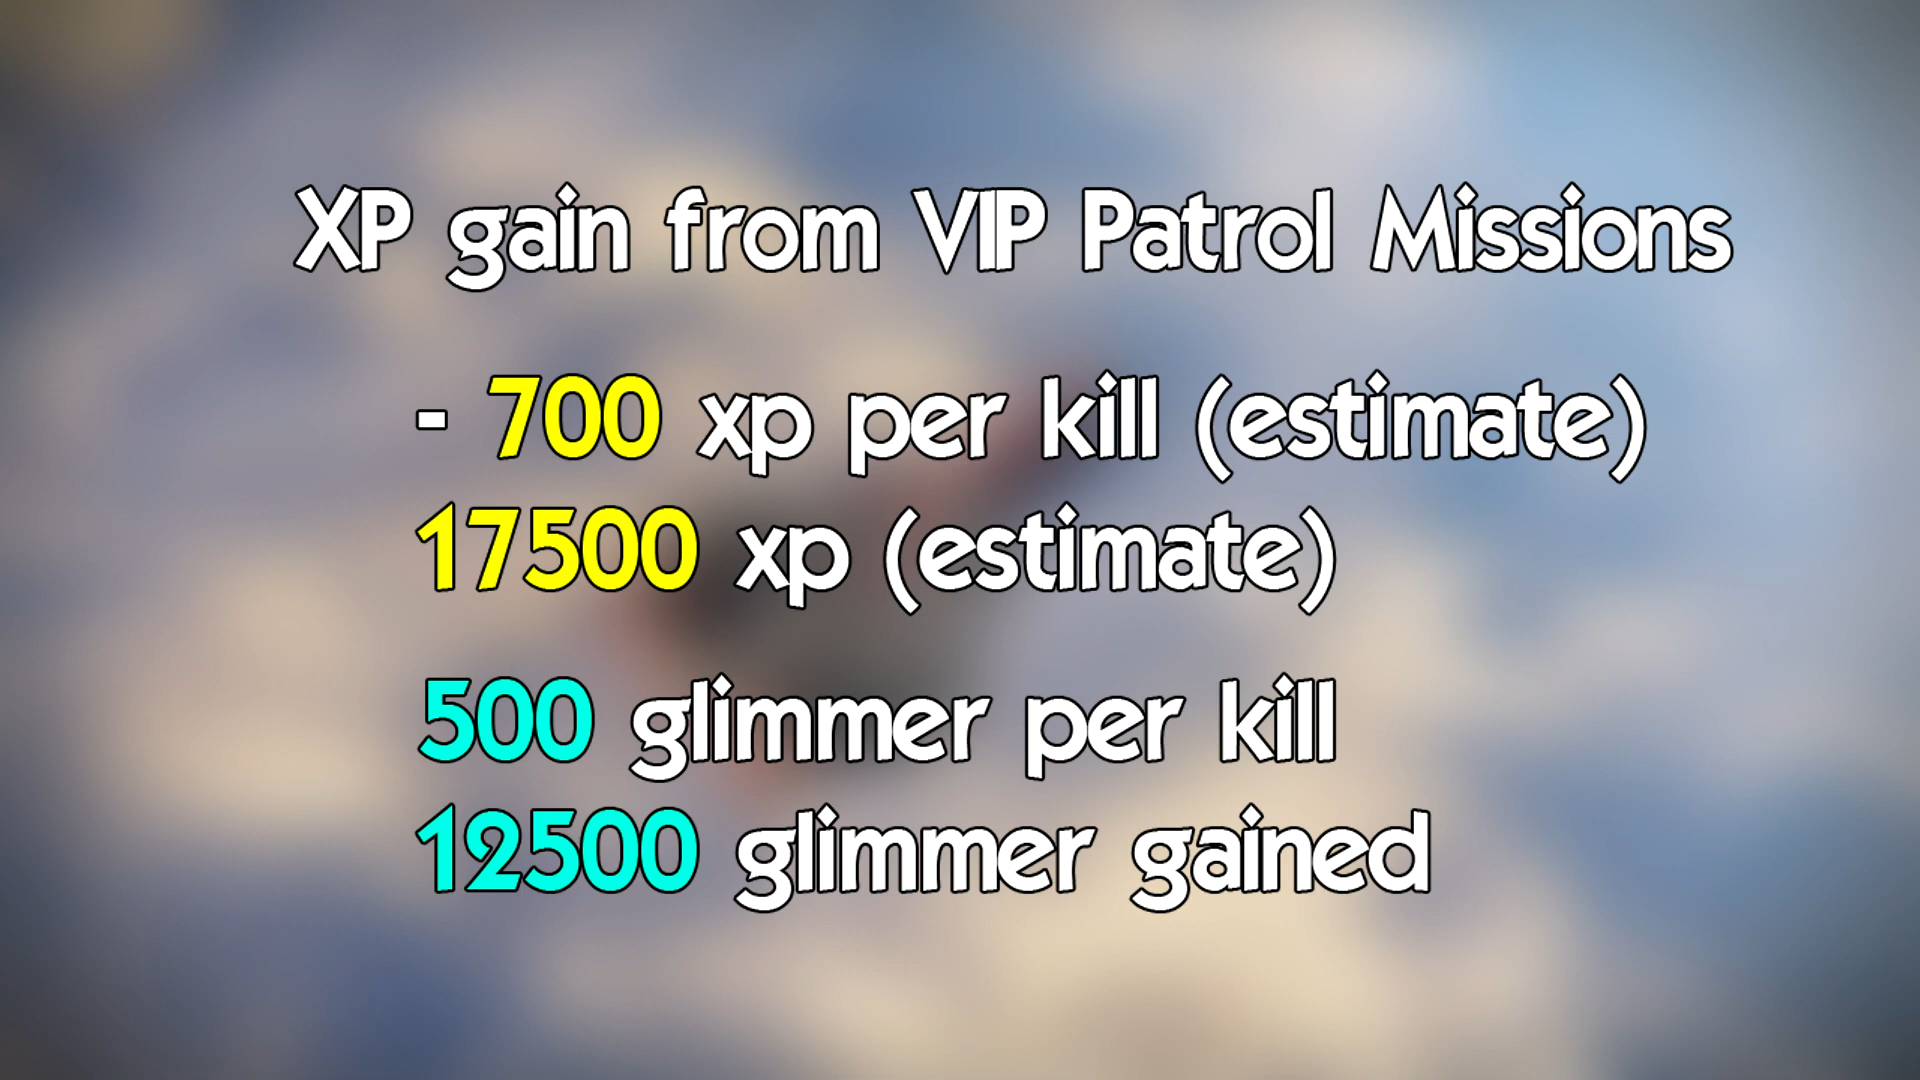 XP gain from VIP Patrol Missions
- 700 xp per kill (estimate)
17500 xp (estimate)
500 glimmer per kill
12500 glimmer gained